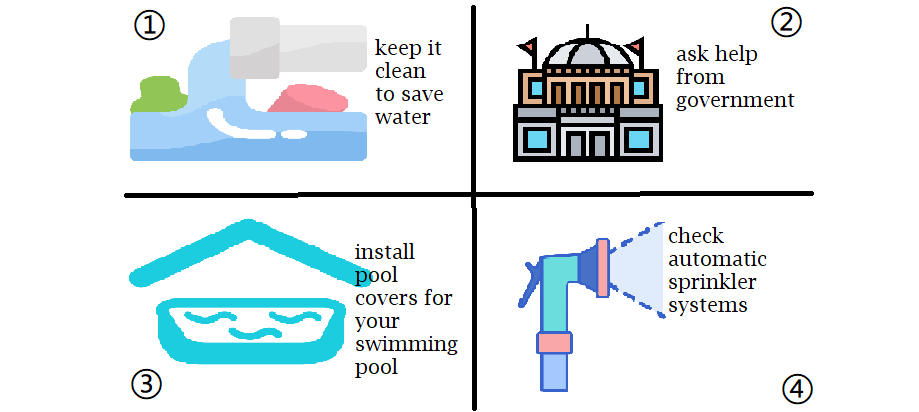 ①
keep it
clean
to save
water
②
ask help
from
government
③
install
pool
covers for
your
swimming
pool
④
check
automatic
sprinkler
systems